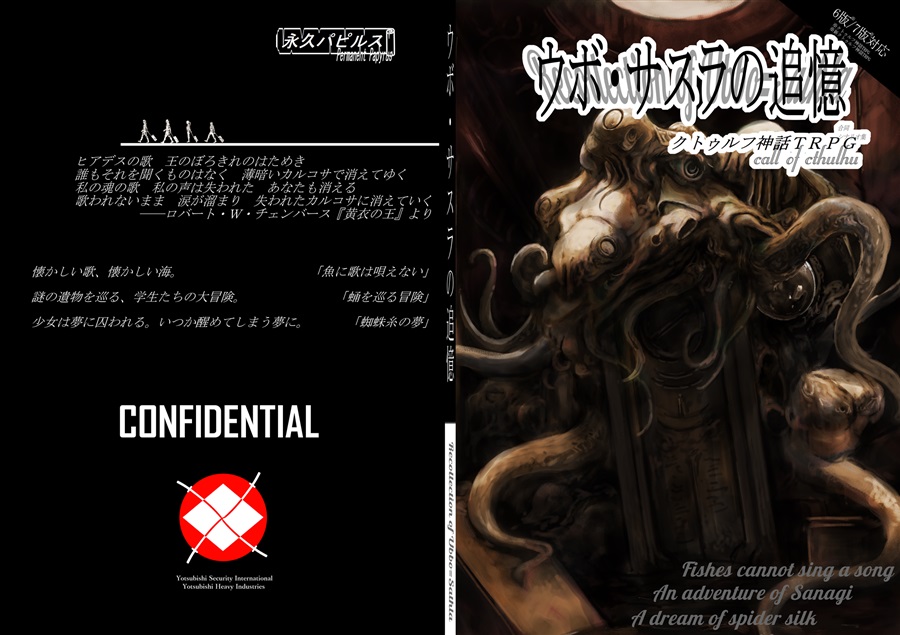 永久パピルス
Permanent Papyrus
ヒアデスの歌　王のぼろきれのはためき
誰もそれを聞くものはなく　薄暗いカルコサで消えてゆく
私の魂の歌　私の声は失われた　あなたも消える
歌われないまま　涙が溜まり　失われたカルコサに消えていく
――ロバート・W・チェンバース『黄衣の王』より
懐かしい歌、懐かしい海。　「魚に歌は唄えない」
謎の遺物を巡る、学生たちの大冒険。　「蛹を巡る冒険」
少女は夢に囚われる。いつか醒めてしまう夢に。　「蜘蛛糸の夢」
CONFIDENTIAL
Yotsubishi Security International
Yotsubishi Heavy Industries
ウボ・サスラの追憶
Recollection of Ubbo=Sathla
6版/7版対応
ウボ・サスラの追憶
クトゥルフ神話TRPG
call of cthulhu
Fishes cannot sing a song
An adventure of Sanagi
A dream of spider silk